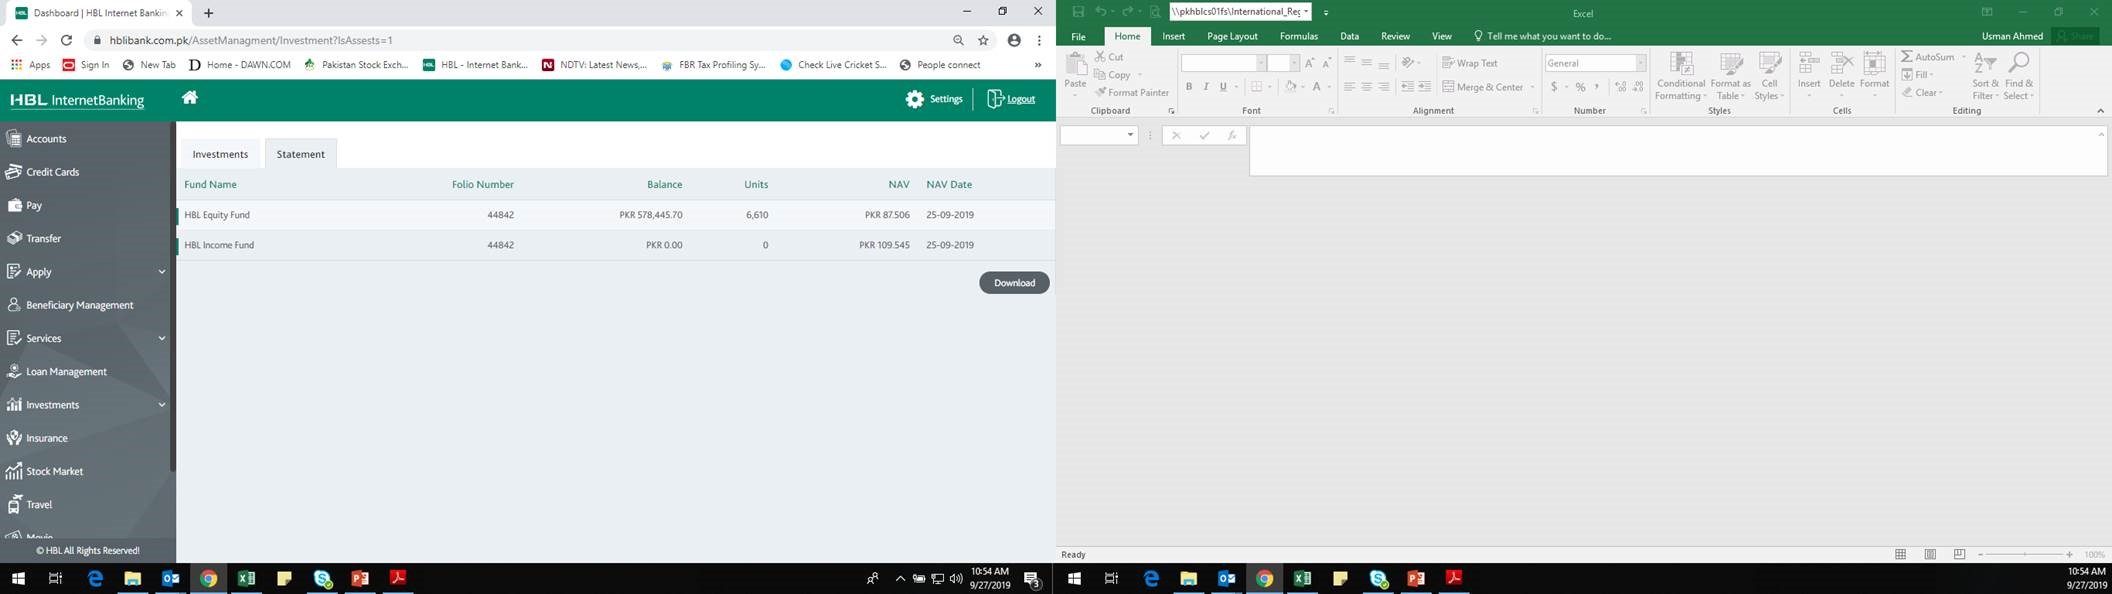 Dashboard | HBL Internet Bankin
hblibank.com.pk/AssetManagment/Investment?IsAssests=1
Apps Sign In New Tab Home - DAWN.COM Pakistan Stock Exch... HBL - Internet Bank... NDTV: Latest News,... FBR Tax Profiling Sy... Check Live Cricket S... People connect »
HBL InternetBanking Settings Logout
Accounts
Credit Cards
Pay
Transfer
Apply
Beneficiary Management
Services
Loan Management
Investments
Insurance
Stock Market
Travel
Movie
© HBL All Rights Reserved!
Investments Statement
Fund Name Folio Number Balance Units NAV NAV Date
HBL Equity Fund 44842 PKR 578,445.70 6,610 PKR 87.506 25-09-2019
HBL Income Fund 44842 PKR 0.00 0 PKR 109.545 25-09-2019
Download
10:54 AM
9/27/2019
3
\\pkhblcs01fs\International_Reg
Excel
File Home Insert Page Layout Formulas Data Review View Tell me what you want to do... Usman Ahmed Share
Paste
Cut
Copy
Format Painter
Clipboard
B I U
A A
A
Font
Wrap Text
Merge & Center
Alignment
General
$ % ,
Number
Conditional Formatting
Format as Table
Cell Styles
Styles
Insert Delete Format
Cells
AutoSum
Fill
Clear
Sort & Filter
Find & Select
Editing
fx
Ready
100%
10:54 AM
9/27/2019